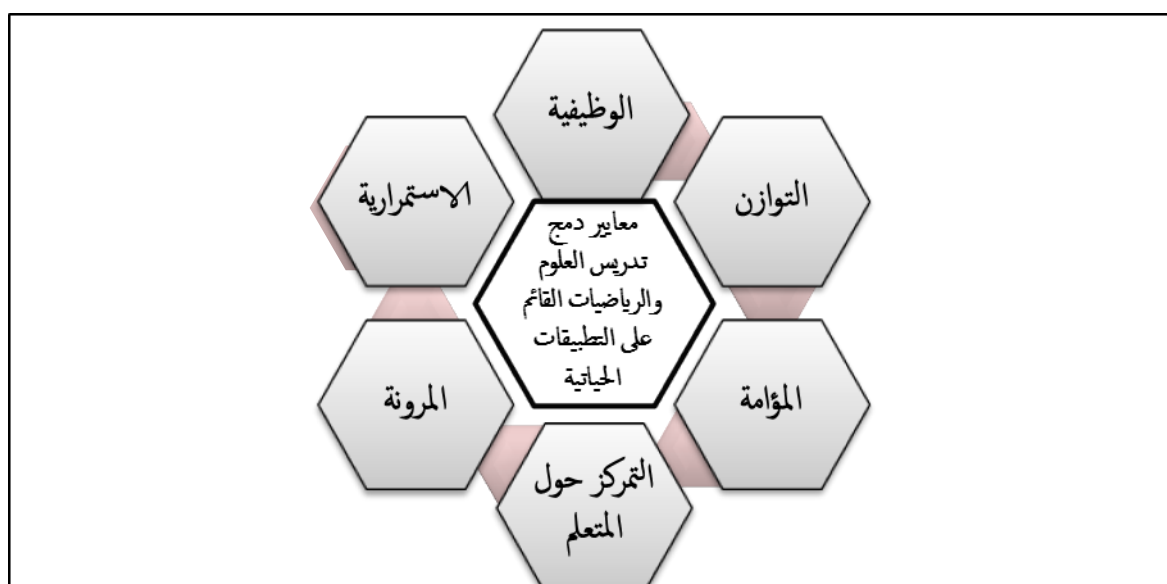 الوظيفية
التوازن
المؤامة
التمركز حول
المتعلم
المرونة
الاستمرارية
معايير دمج
تدريس العلوم
والرياضيات القائم
على التطبيقات
الحياتية